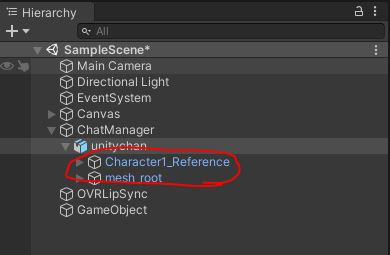 Hierarchy
All
SampleScene*
Main Camera
Directional Light
EventSystem
Canvas
ChatManager
unitychan
Character1_Reference
mesh_root
OVRLipSync
GameObject